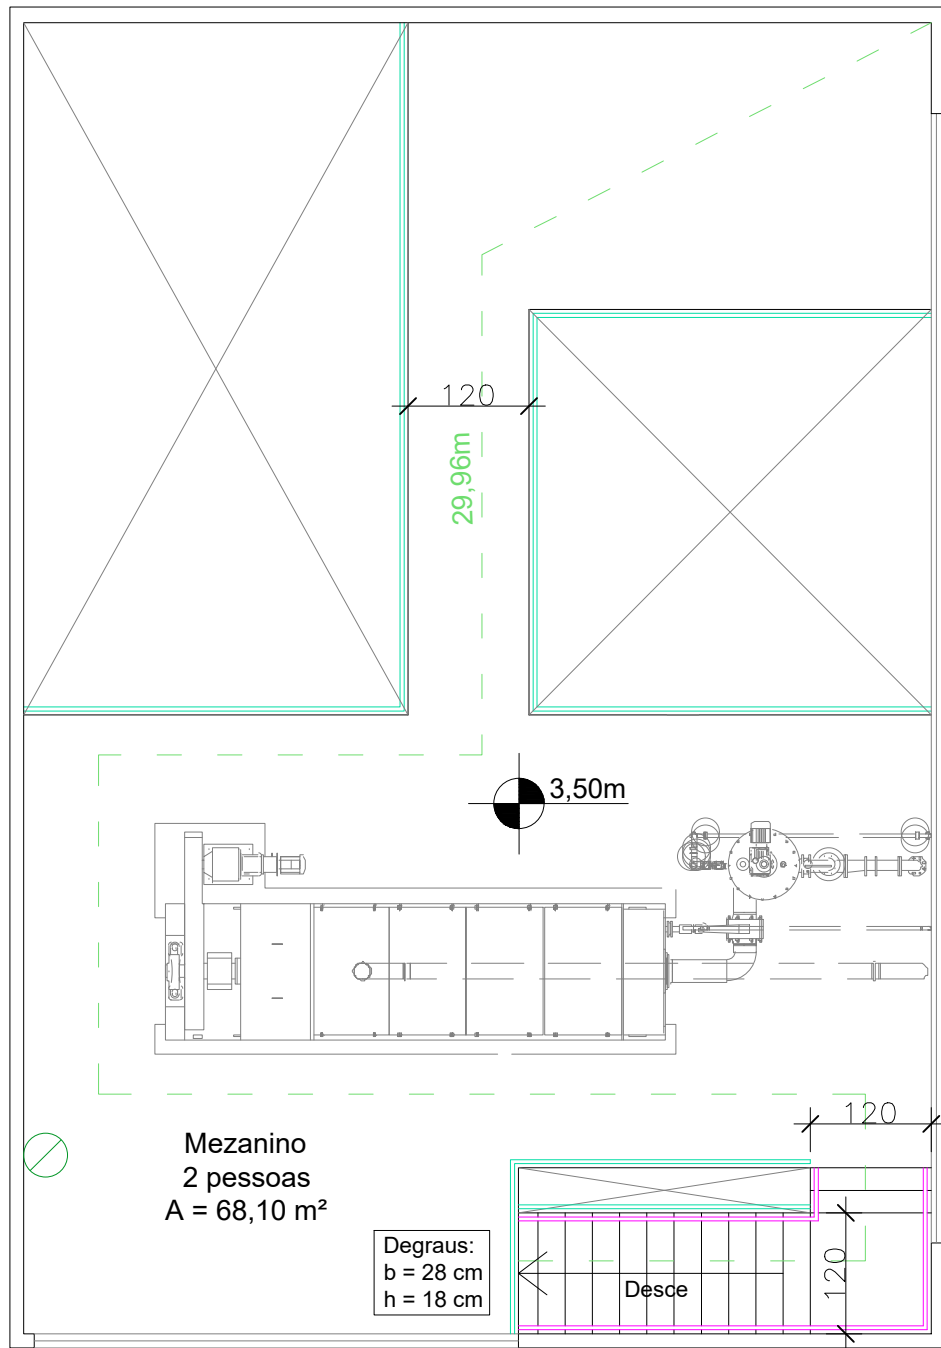 120
29,96m
3,50m
120
Mezanino
2 pessoas
A = 68,10 m²
Degraus:
b = 28 cm
h = 18 cm
Desce
120